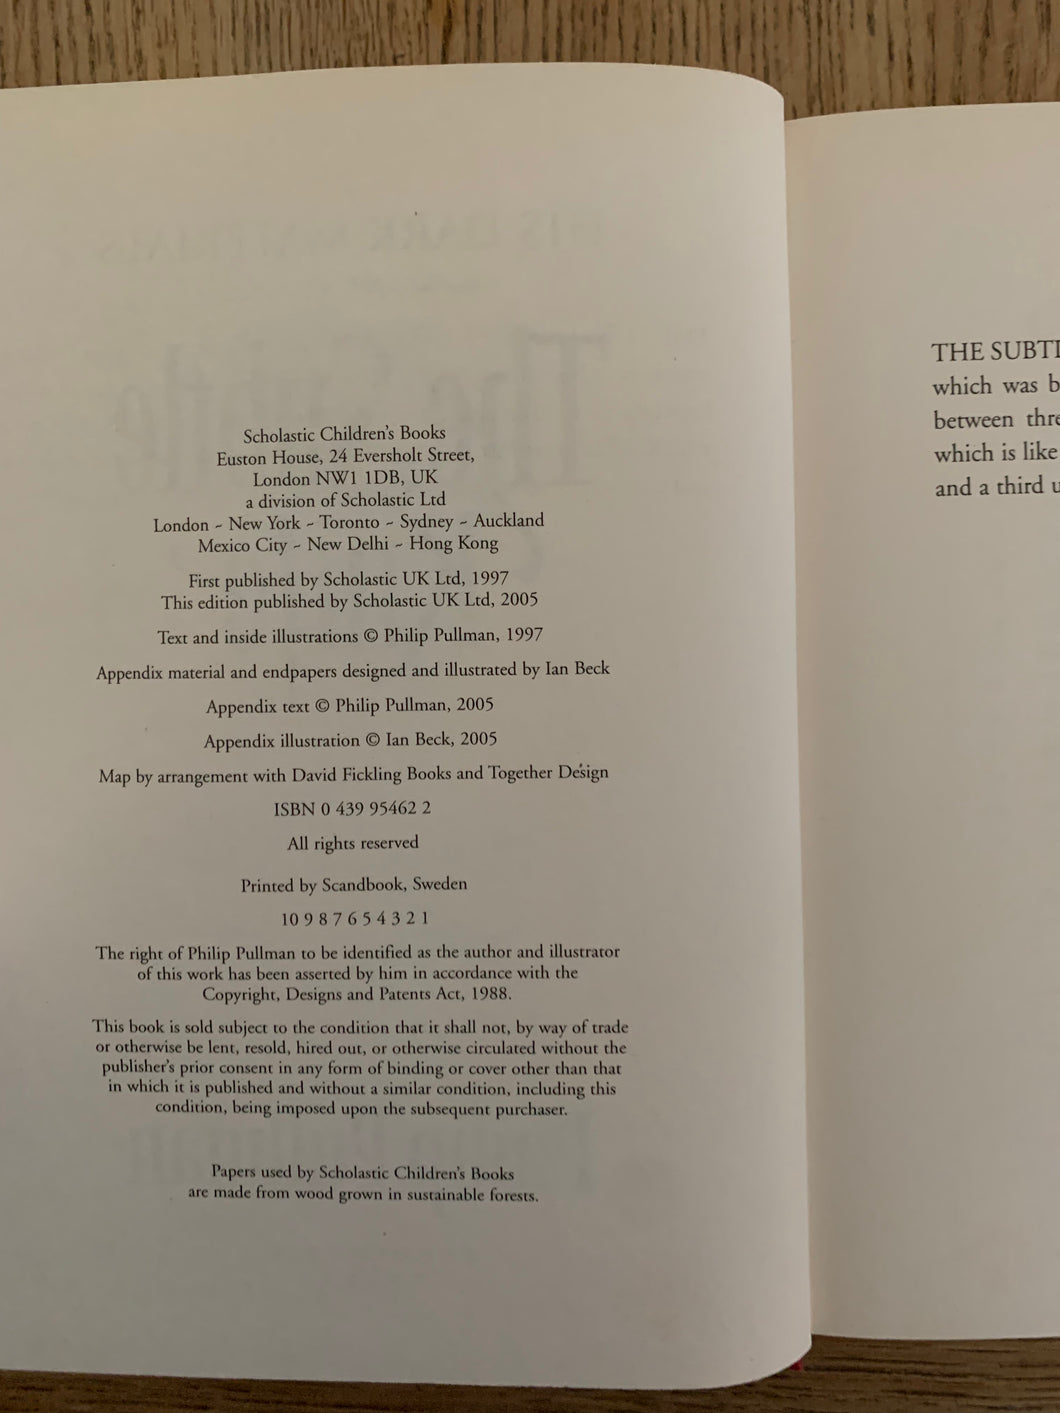 Scholastic Children's Books
Euston House, 24 Eversholt Street,
London NW1 1DB, UK
a division of Scholastic Ltd
London ~ New York ~ Toronto ~ Sydney ~ Auckland
Mexico City ~ New Delhi ~ Hong Kong
First published by Scholastic UK Ltd, 1997
This edition published by Scholastic UK Ltd, 2005
Text and inside illustrations © Philip Pullman, 1997
Appendix material and endpapers designed and illustrated by Ian Beck
Appendix text © Philip Pullman, 2005
Appendix illustration © Ian Beck, 2005
Map by arrangement with David Fickling Books and Together Design
ISBN 0 439 95462 2
All rights reserved
Printed by Scandbook, Sweden
10 9 8 7 6 5 4 3 2 1
The right of Philip Pullman to be identified as the author and illustrator
of this work has been asserted by him in accordance with the
Copyright, Designs and Patents Act, 1988.
This book is sold subject to the condition that it shall not, by way of trade
or otherwise be lent, resold, hired out, or otherwise circulated without the
publisher's prior consent in any form of binding or cover other than that
in which it is published and without a similar condition, including this
condition, being imposed upon the subsequent purchaser.
Papers used by Scholastic Children's Books
are made from wood grown in sustainable forests.
THE
which was
between
which is like
and a third